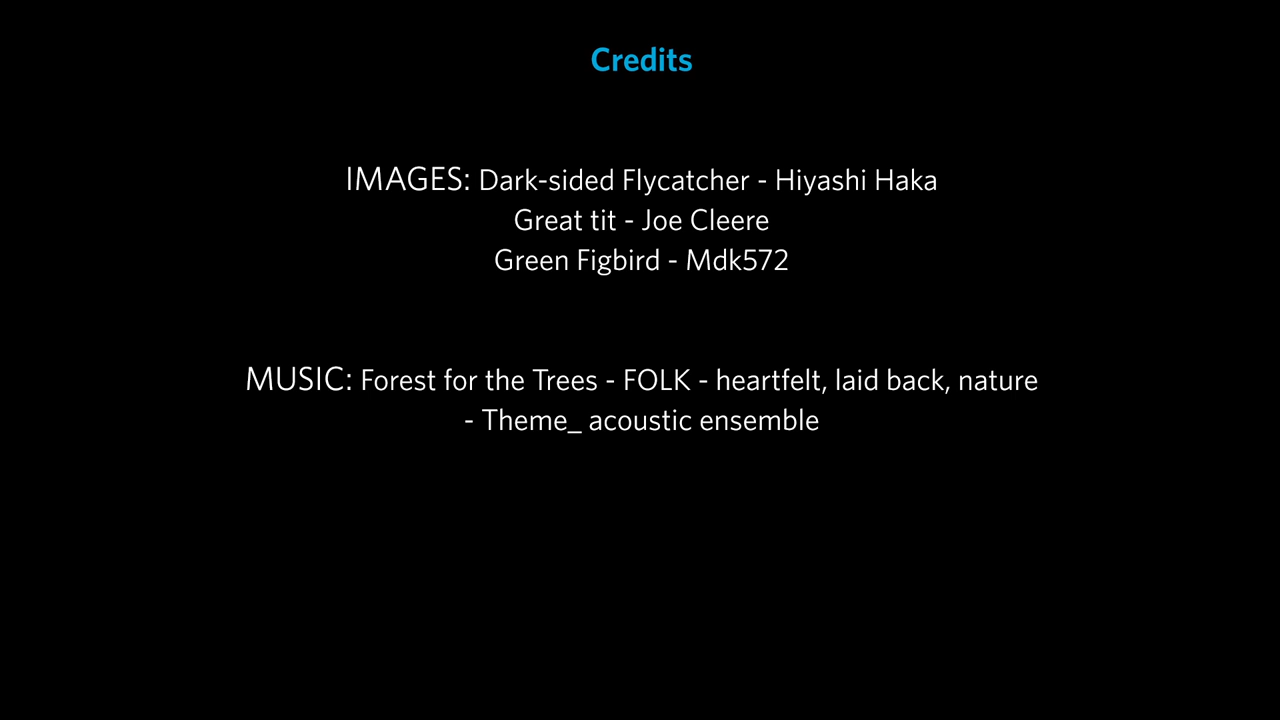 Credits
IMAGES: Dark-sided Flycatcher - Hiyashi Haka
Great tit - Joe Cleere
Green Figbird - Mdk572
MUSIC: Forest for the Trees - FOLK - heartfelt, laid back, nature
- Theme_ acoustic ensemble